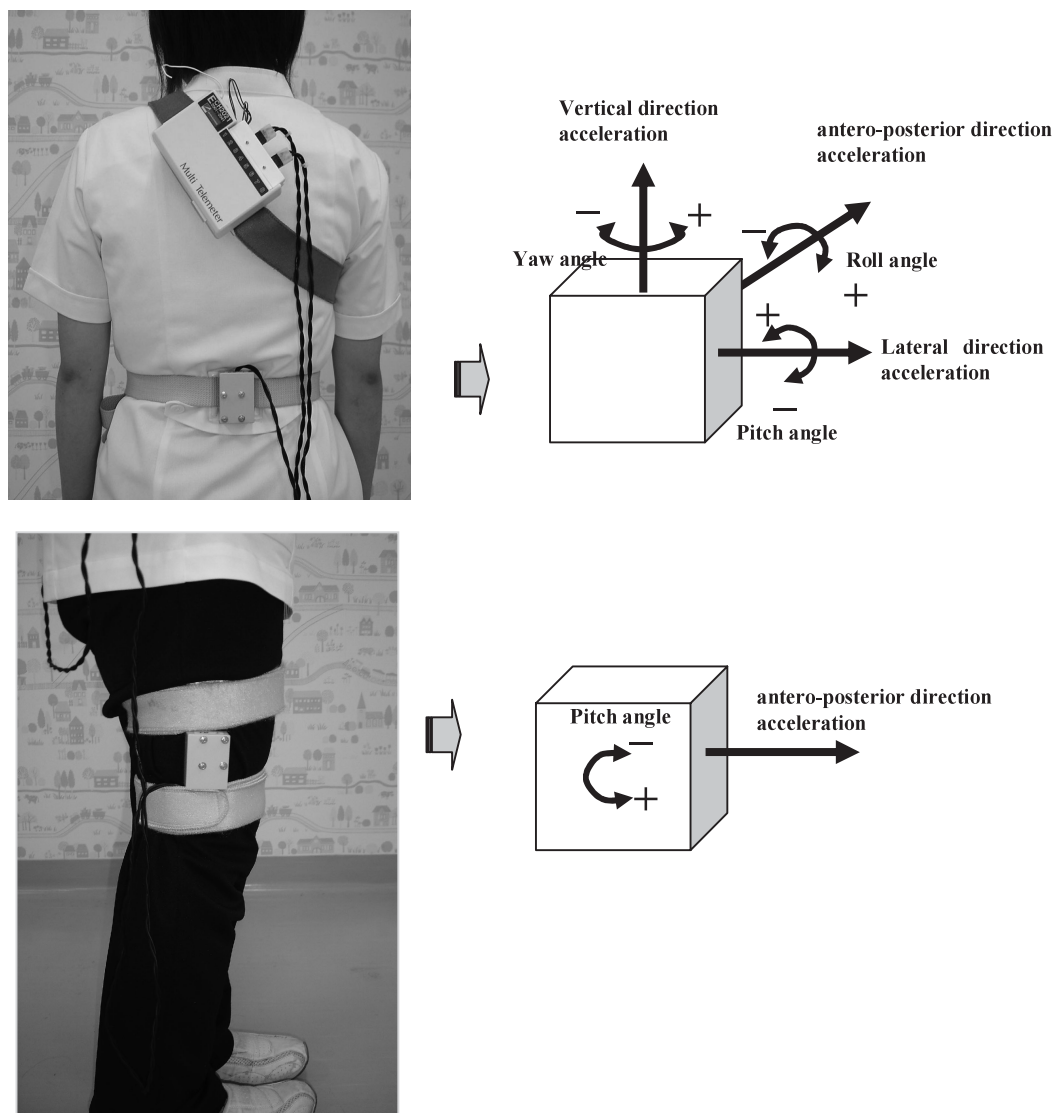 Multi Telemeter
Vertical direction
acceleration
antero-posterior direction
acceleration
−
+
Yaw angle
−
Roll angle
+
+
Lateral direction
acceleration
−
Pitch angle
antero-posterior direction
acceleration
Pitch angle
−
+